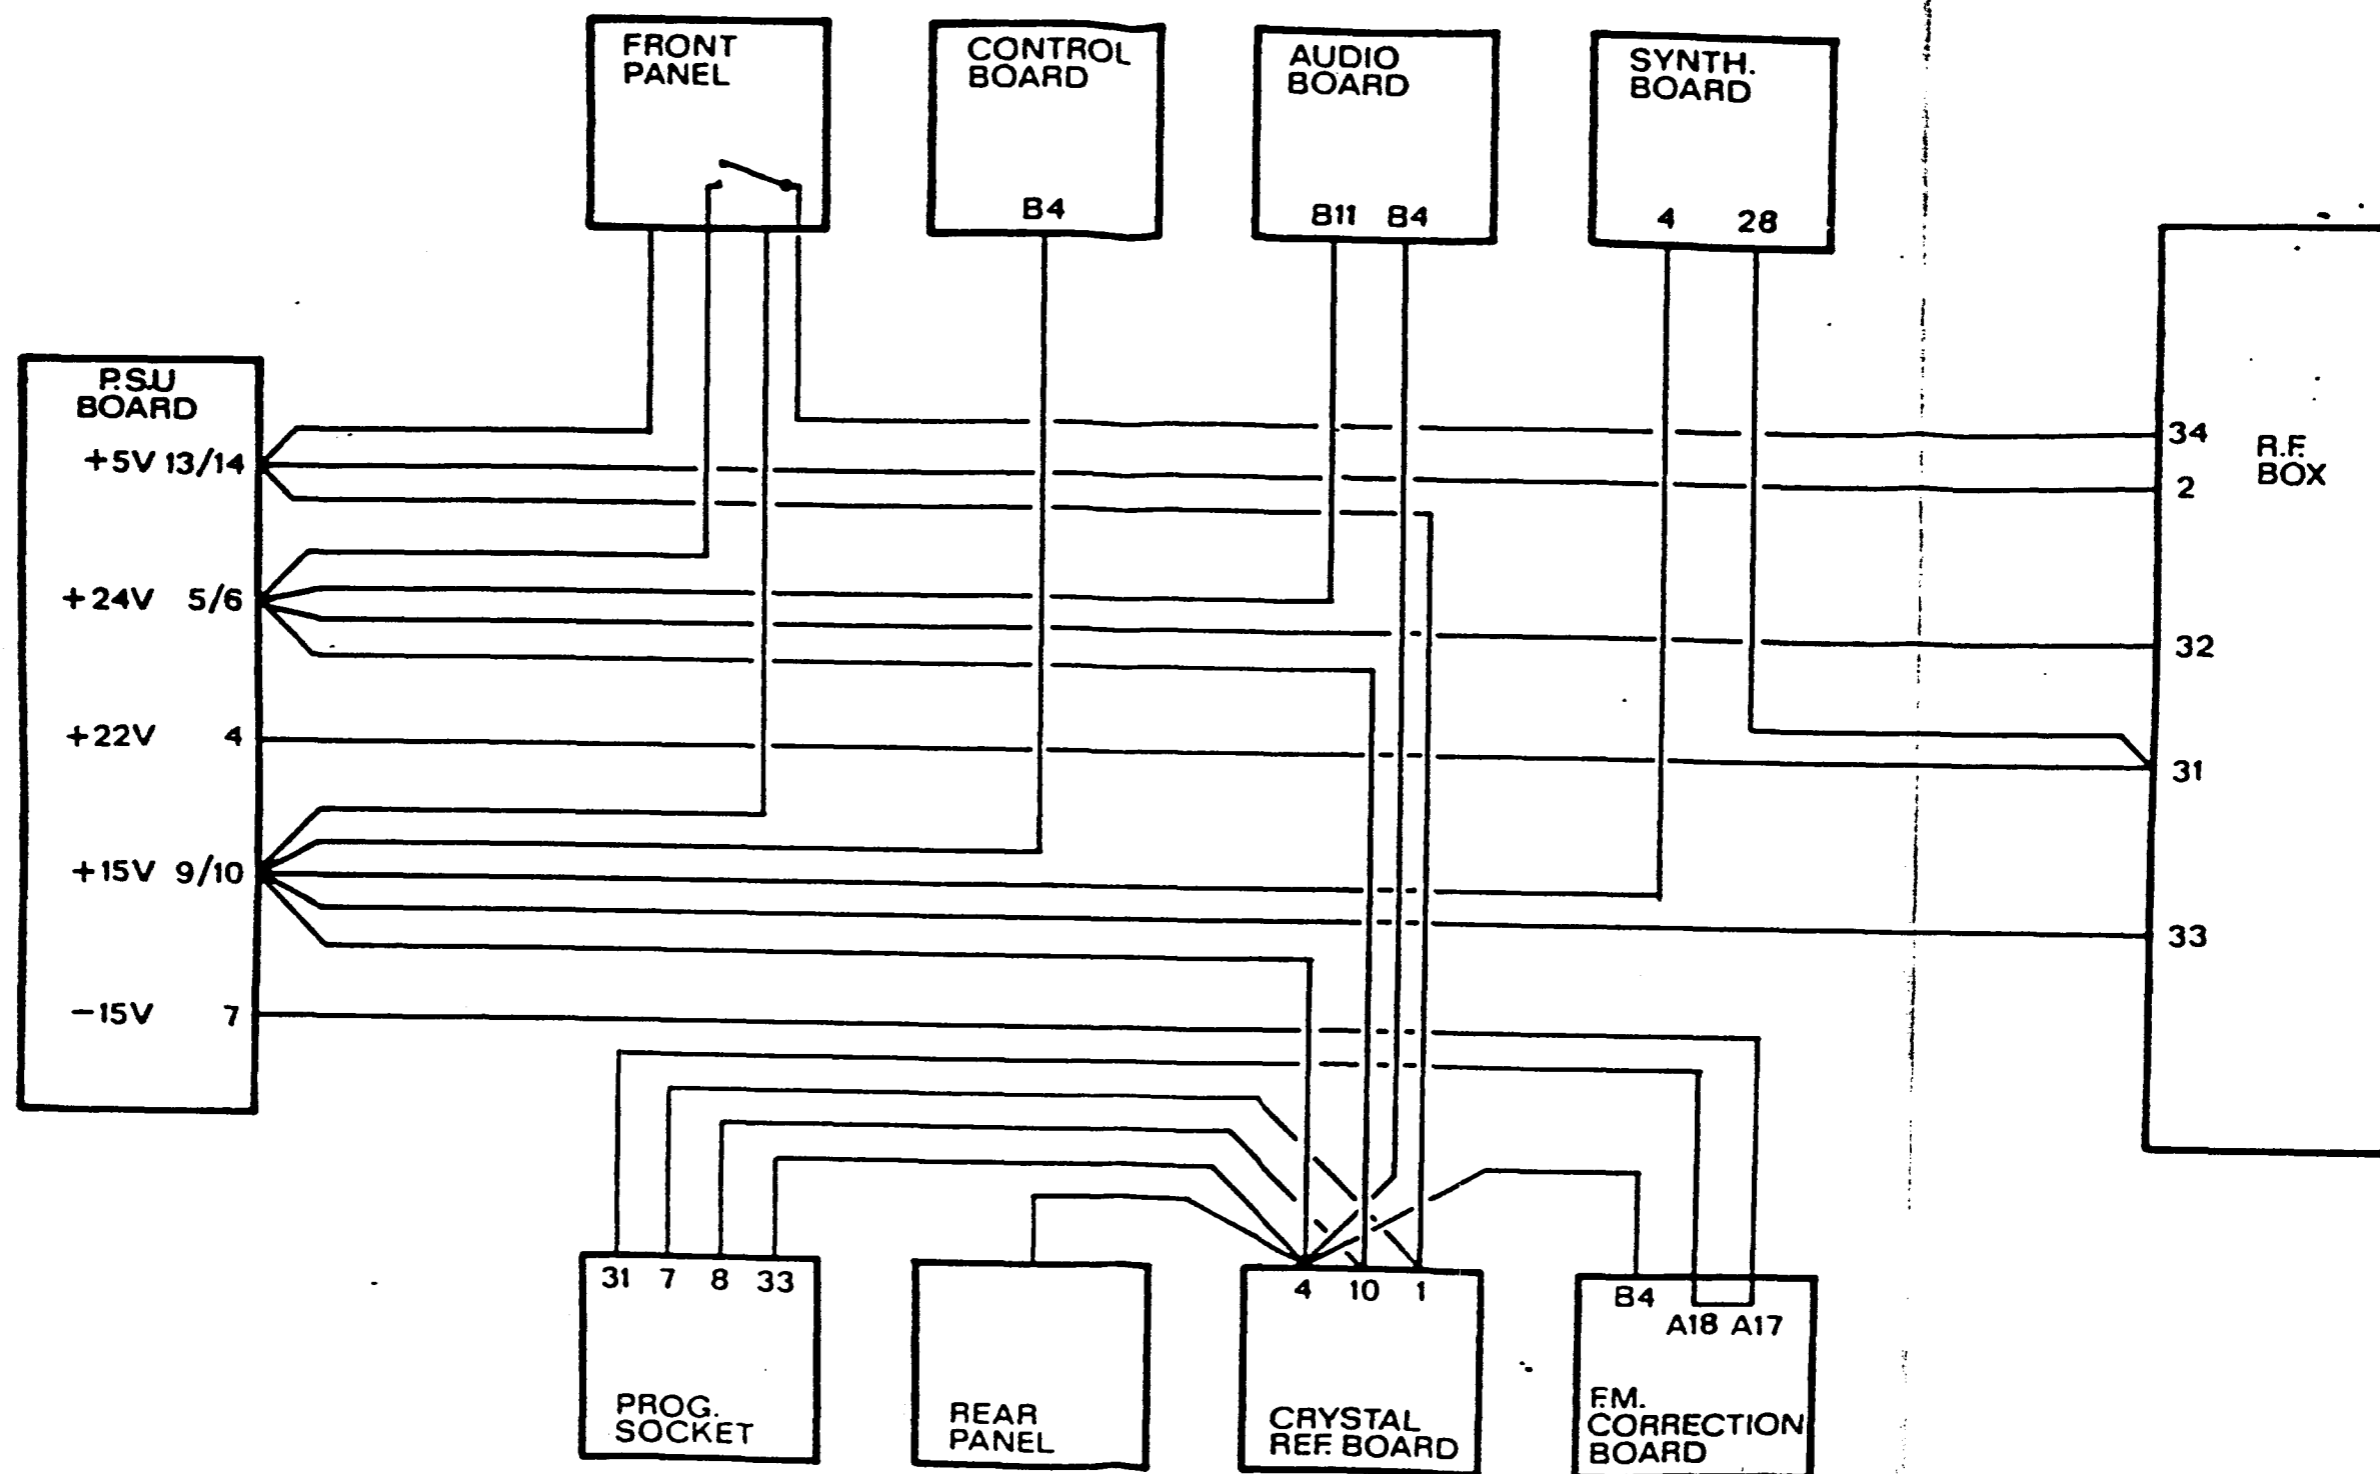 FRONT
PANEL
CONTROL
BOARD
B4
AUDIO
BOARD
B11 B4
SYNTH.
BOARD
4 28
P.S.U
BOARD
+5V 13/14
+24V 5/6
+22V 4
+15V 9/10
-15V 7
34
2
R.F.
BOX
32
31
33
31 7 8 33
PROG.
SOCKET
REAR
PANEL
4 10 1
CRYSTAL
REF. BOARD
B4
A18 A17
F.M.
CORRECTION
BOARD